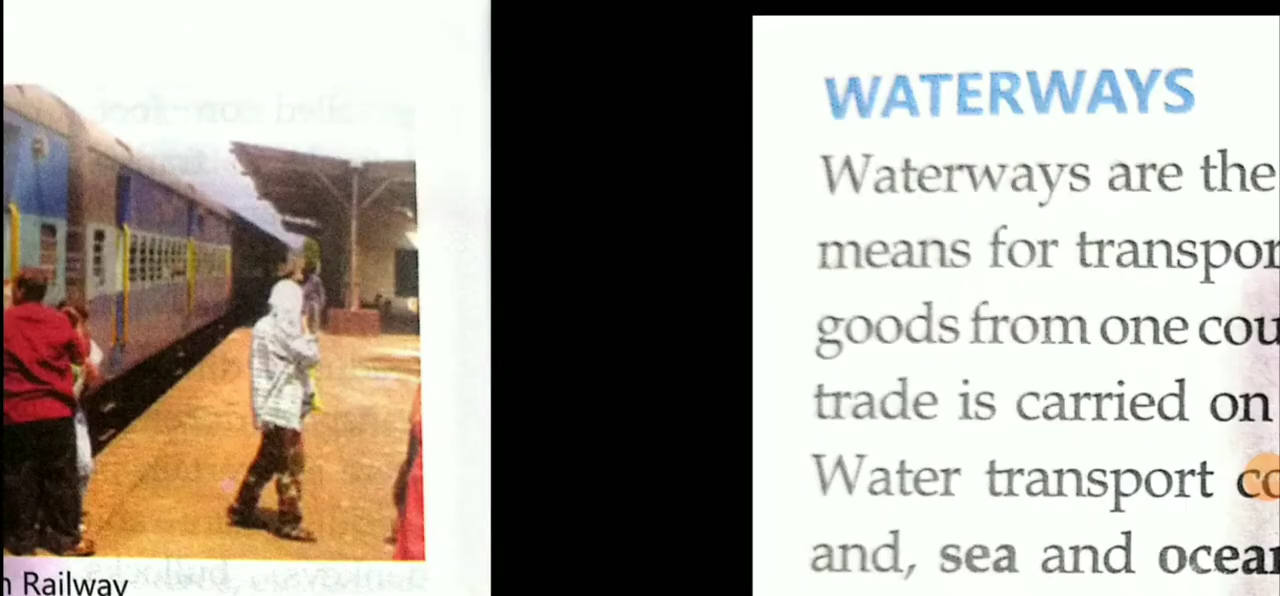 Railway
WATERWAYS
Waterways are the
means for transpor
goods from one cou
trade is carried on
Water transport co
and, sea and ocean